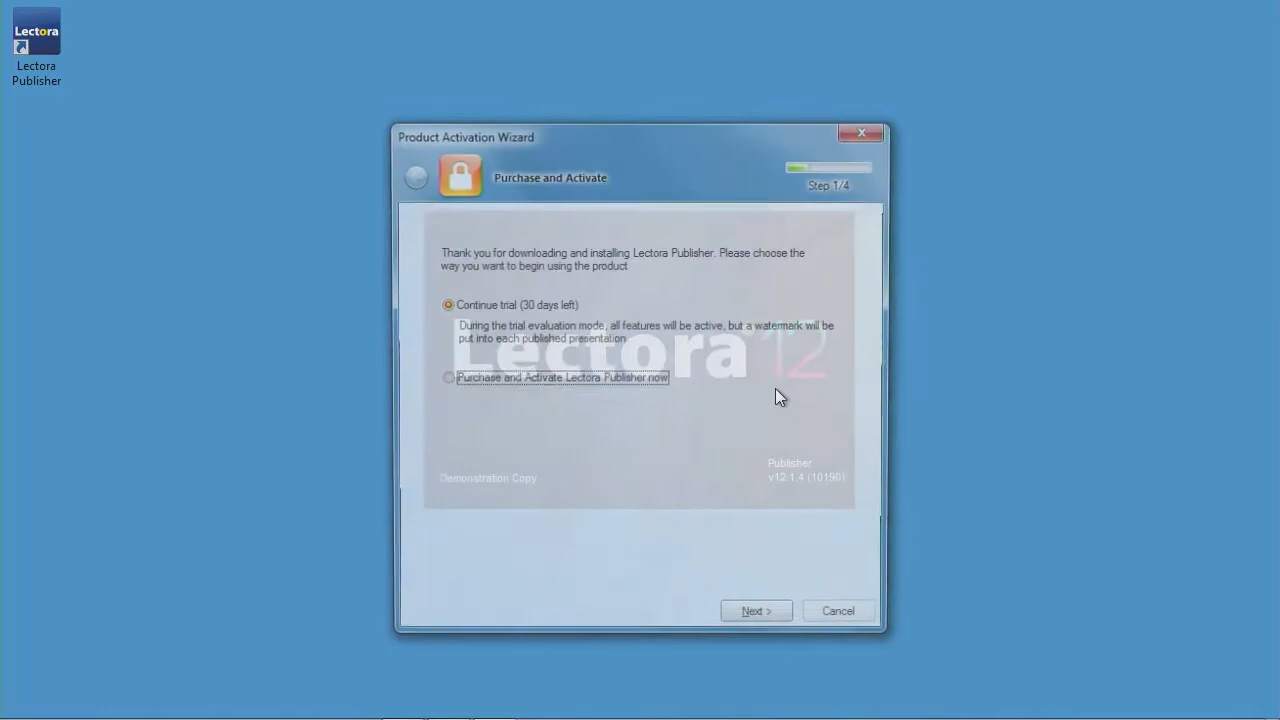 Lectora
Lectora
Publisher
Product Activation Wizard
Purchase and Activate
Step 1/4
Thank you for downloading and installing Lectora Publisher. Please choose the
way you want to begin using the product
Continue trial (30 days left)
During the trial evaluation mode, all features will be active, but a watermark will be
put into each published presentation
Lectora® 12
Purchase and Activate Lectora Publisher now
Demonstration Copy
Publisher
v12.1.4 (10190)
Next >
Cancel